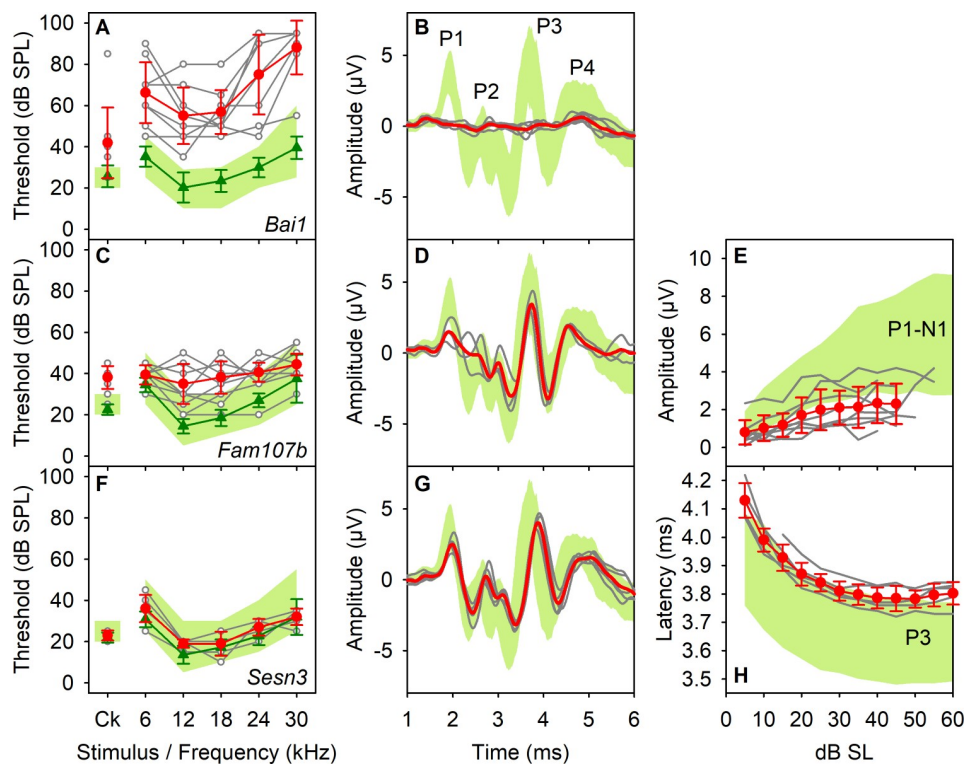 A
Threshold (dB SPL)
100
80
60
40
20
0
Bai1
B
P1
P2
P3
P4
Amplitude (µV)
5
0
-5
C
Threshold (dB SPL)
100
80
60
40
20
0
Fam107b
D
Amplitude (µV)
5
0
-5
E
P1-N1
Amplitude (µV)
10
8
6
4
2
0
F
Threshold (dB SPL)
100
80
60
40
20
0
Sesn3
Ck 6 12 18 24 30
Stimulus / Frequency (kHz)
G
Amplitude (µV)
5
0
-5
1 2 3 4 5 6
Time (ms)
Latency (ms)
4.2
4.1
4.0
3.9
3.8
3.7
3.6
3.5
P3
H
0 10 20 30 40 50 60
dB SL